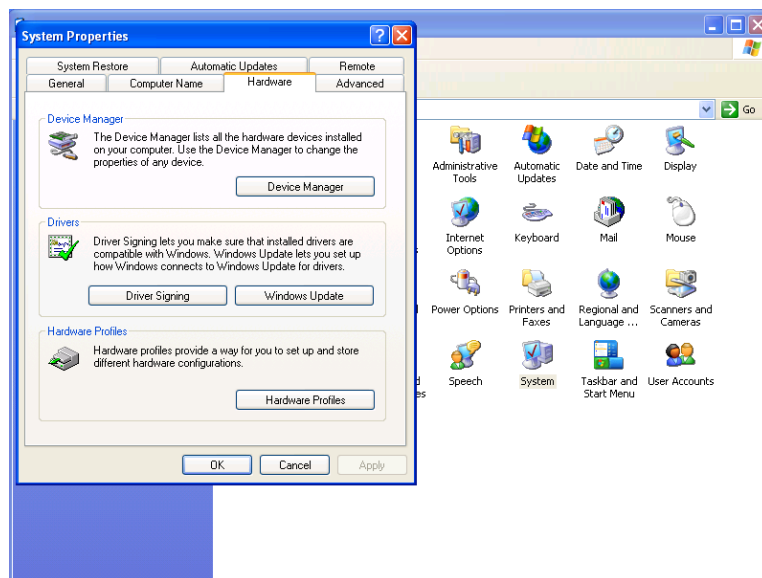 System Properties
System Restore Automatic Updates Remote
General Computer Name Hardware Advanced
Device Manager
The Device Manager lists all the hardware devices installed
on your computer. Use the Device Manager to change the
properties of any device.
Device Manager
Drivers
Driver Signing lets you make sure that installed drivers are
compatible with Windows. Windows Update lets you set up
how Windows connects to Windows Update for drivers.
Driver Signing Windows Update
Hardware Profiles
Hardware profiles provide a way for you to set up and store
different hardware configurations.
Hardware Profiles
OK Cancel Apply
Go
Administrative
Tools
Automatic
Updates
Date and Time
Display
Internet
Options
Keyboard
Mail
Mouse
Power Options
Printers and
Faxes
Regional and
Language ...
Scanners and
Cameras
Speech
System
Taskbar and
Start Menu
User Accounts